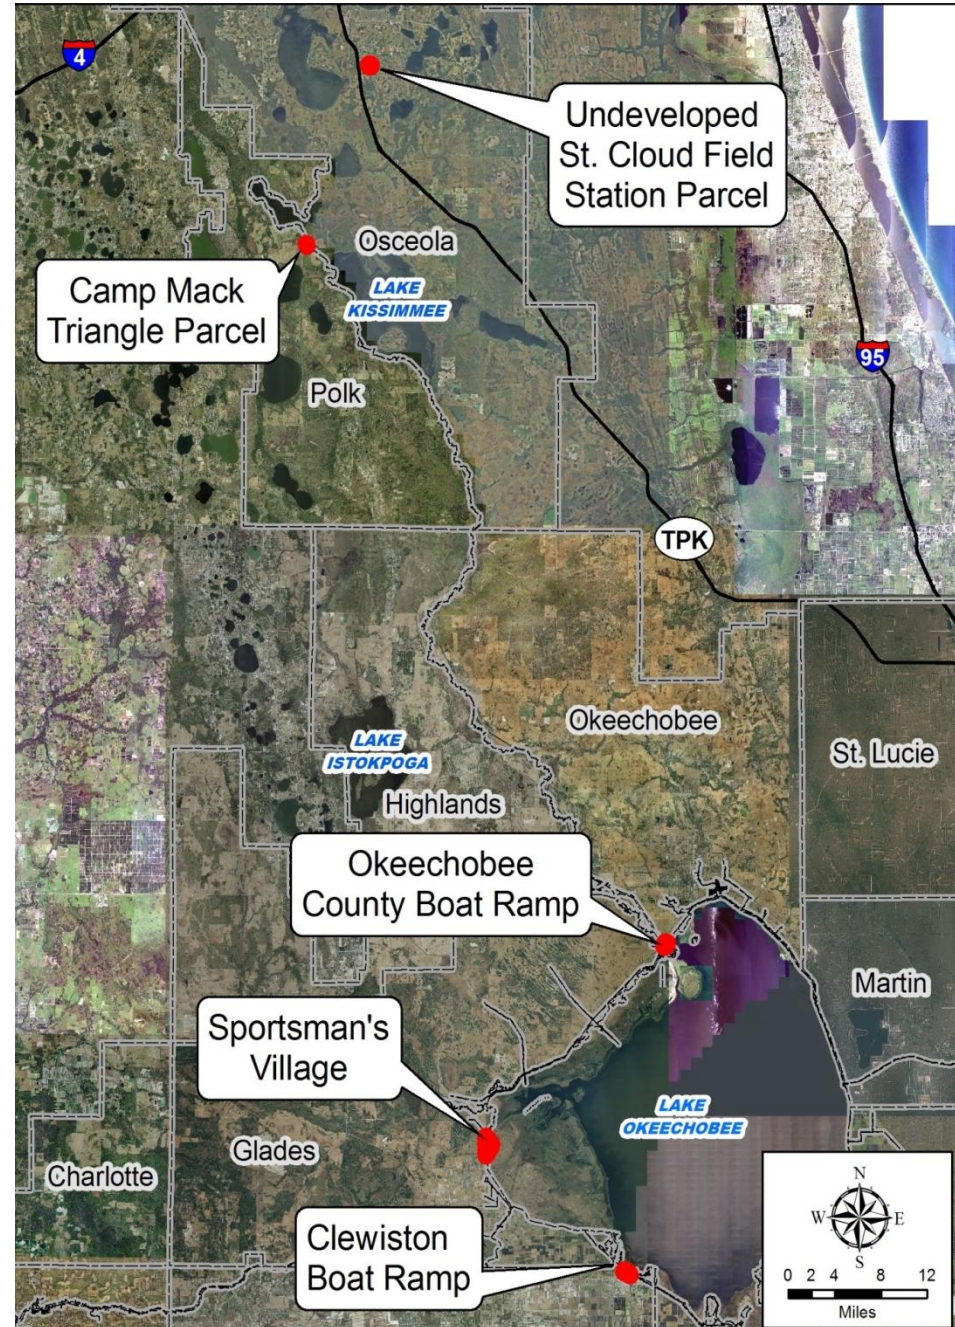 4
Undeveloped
St. Cloud Field
Station Parcel
Osceola
Camp Mack
Triangle Parcel
LAKE
KISSIMMEE
95
Polk
TPK
Okeechobee
LAKE
ISTOKPOGA
St. Lucie
Highlands
Okeechobee
County Boat Ramp
Martin
Sportsman's
Village
LAKE
OKEECHOBEE
Glades
Charlotte
Clewiston
Boat Ramp
N
W E
S
0 2 4 8 12
Miles